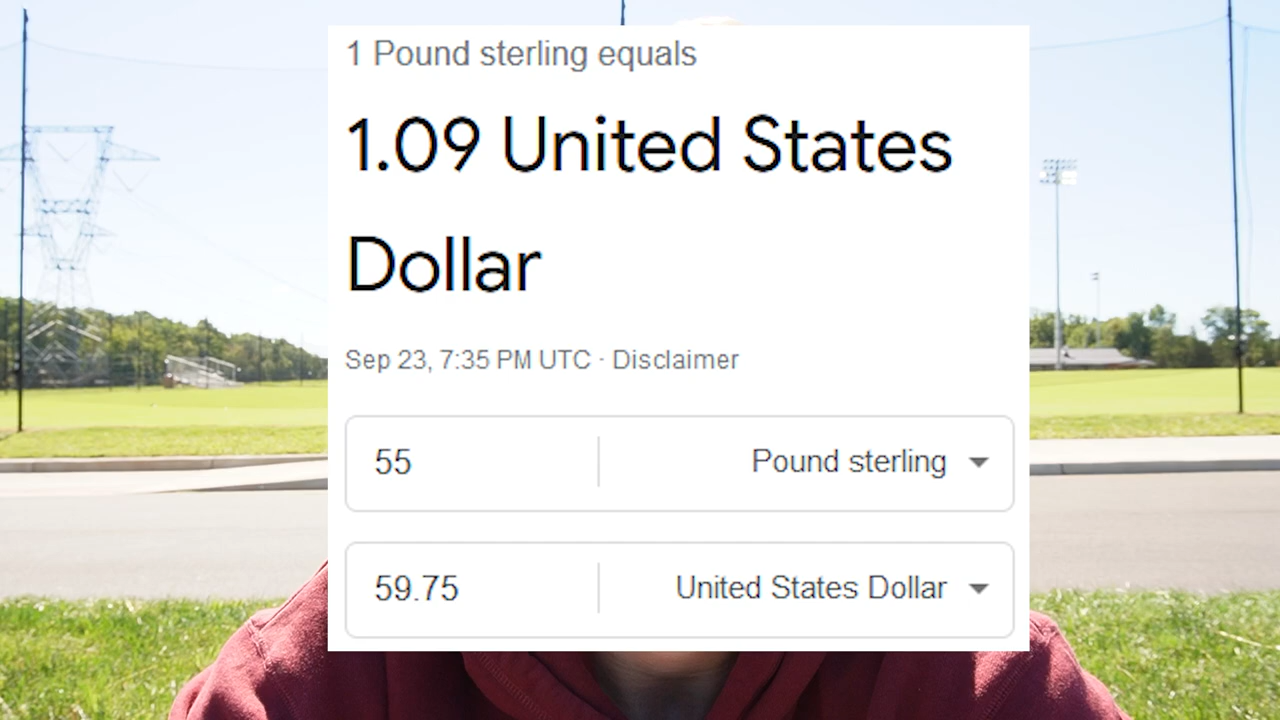 1 Pound sterling equals
1.09 United States
Dollar
Sep 23, 7:35 PM UTC · Disclaimer
55 Pound sterling
59.75 United States Dollar